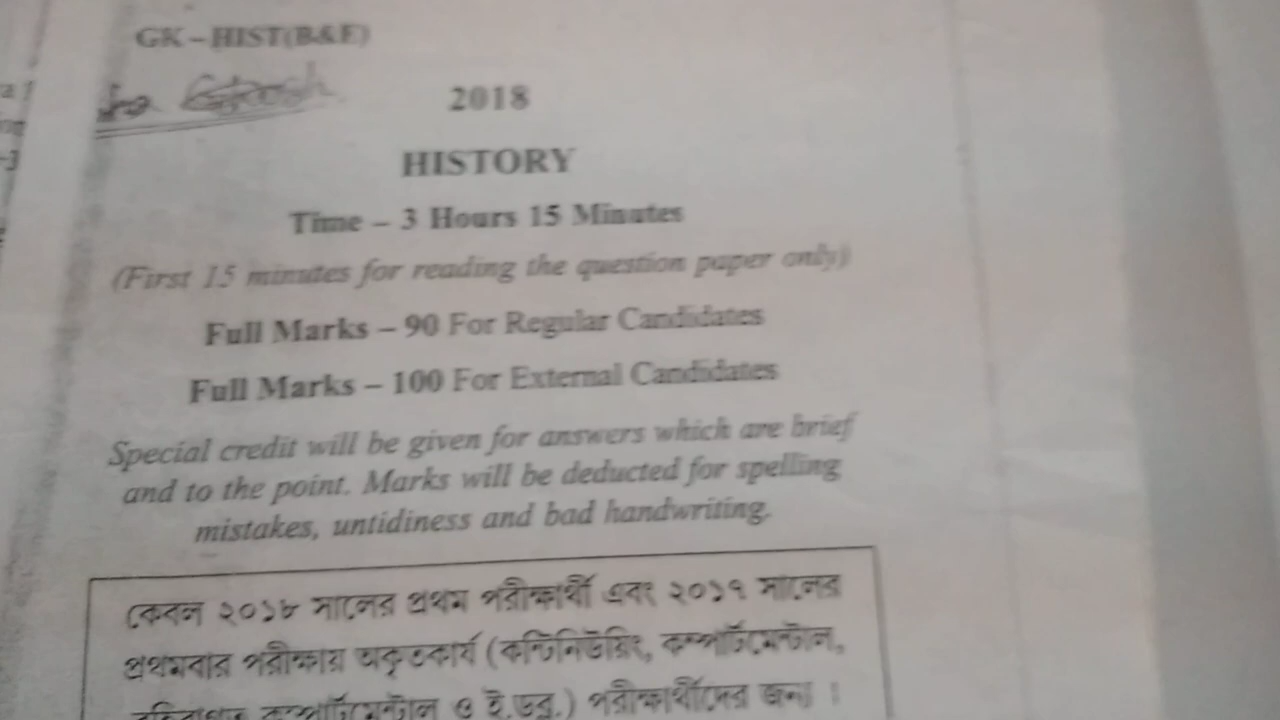 GK – HIST(B&E)
2018
HISTORY
Time – 3 Hours 15 Minutes
(First 15 minutes for reading the question paper only)
Full Marks – 90 For Regular Candidates
Full Marks – 100 For External Candidates
Special credit will be given for answers which are brief
and to the point. Marks will be deducted for spelling
mistakes, untidiness and bad handwriting.
কেবল ২০১৮ সালের প্রথম পরীক্ষার্থী এবং ২০১৭ সালের
প্রথমবার পরীক্ষায় অকৃতকার্য (কন্টিনিউয়িং, কম্পার্টমেন্টাল,
কম্পার্টমেন্টাল ও ই.ডব্লু.) পরীক্ষার্থীদের জন্য ।